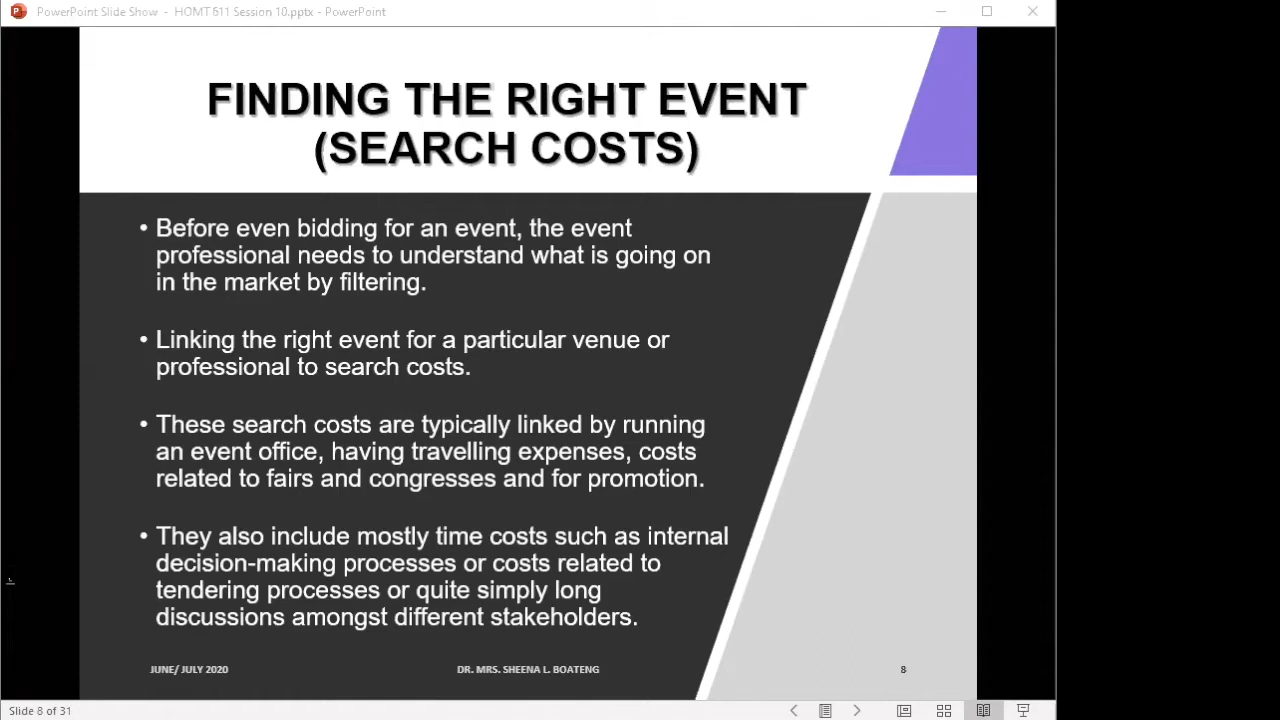 PowerPoint Slide Show - HOMT 611 Session 10.pptx - PowerPoint
FINDING THE RIGHT EVENT
(SEARCH COSTS)
• Before even bidding for an event, the event
professional needs to understand what is going on
in the market by filtering.
• Linking the right event for a particular venue or
professional to search costs.
• These search costs are typically linked by running
an event office, having travelling expenses, costs
related to fairs and congresses and for promotion.
• They also include mostly time costs such as internal
decision-making processes or costs related to
tendering processes or quite simply long
discussions amongst different stakeholders.
JUNE/ JULY 2020 DR. MRS. SHEENA L. BOATENG 8
Slide 8 of 31